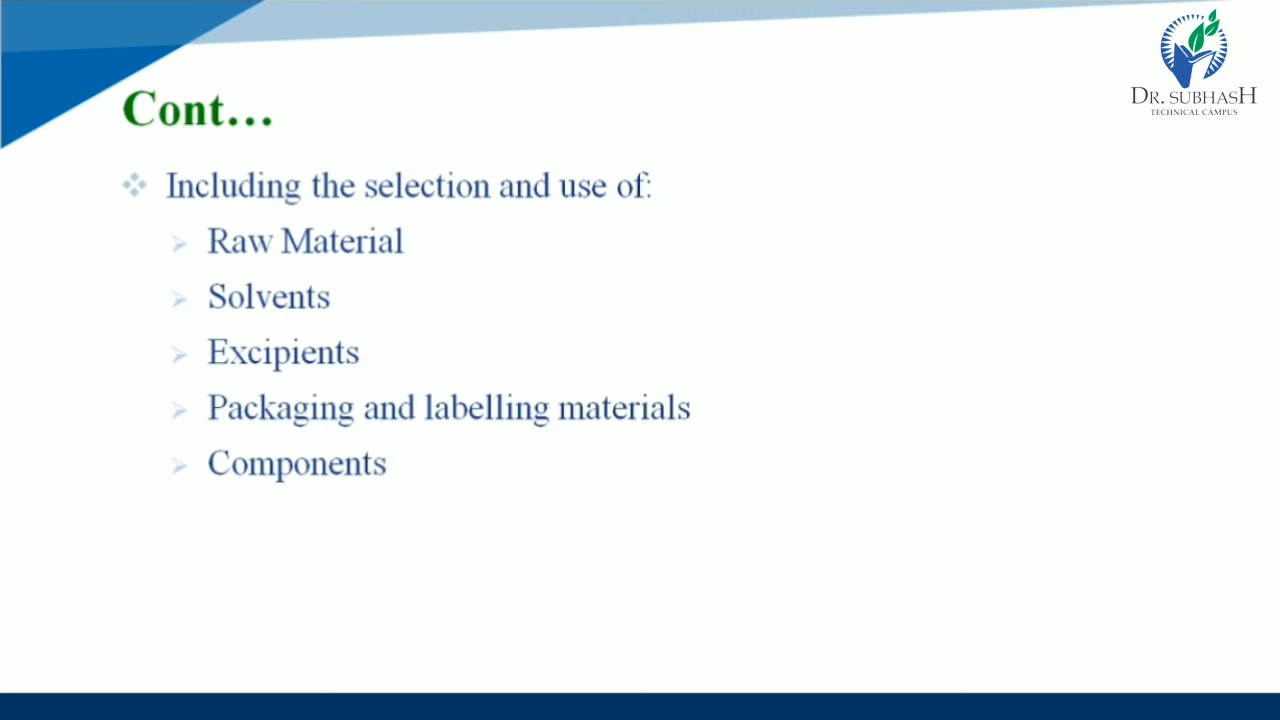 DR. SUBHASH
TECHNICAL CAMPUS
Cont...
Including the selection and use of:
Raw Material
Solvents
Excipients
Packaging and labelling materials
Components